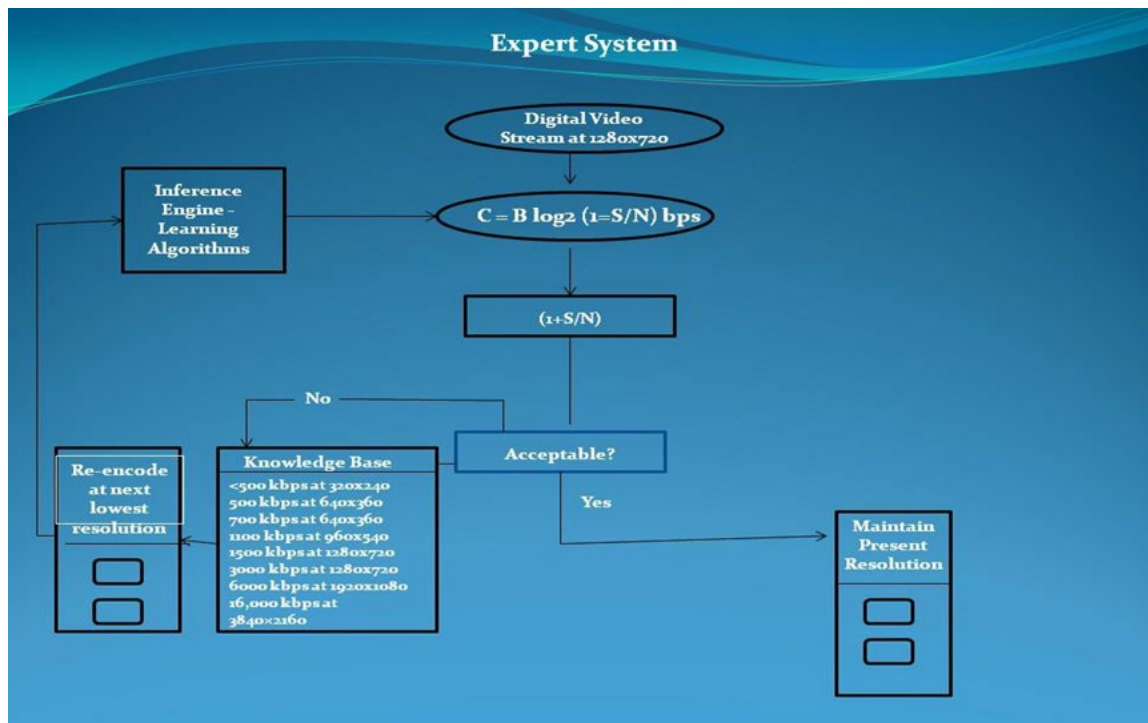 Expert System
Digital Video
Stream at 1280x720
Inference
Engine -
Learning
Algorithms
C = B log2 (1=S/N) bps
(1+S/N)
No
Acceptable?
Yes
Re-encode
at next
lowest
resolution
Knowledge Base
<500 kbps at 320x240
500 kbps at 640x360
700 kbps at 640x360
1100 kbps at 960x540
1500 kbps at 1280x720
3000 kbps at 1280x720
6000 kbps at 1920x1080
16,000 kbps at
3840×2160
Maintain
Present
Resolution